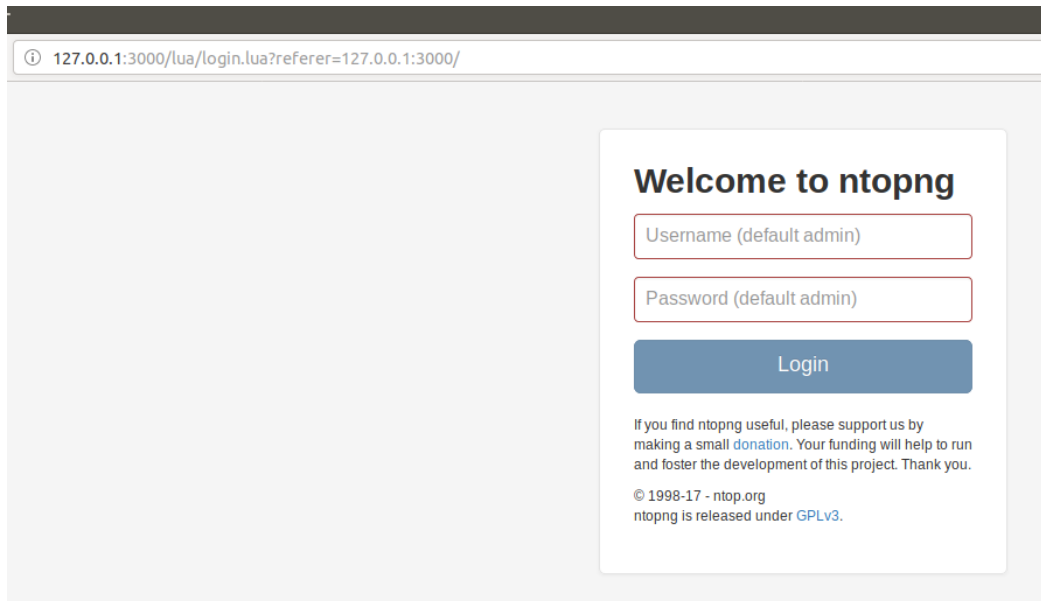 127.0.0.1:3000/lua/login.lua?referer=127.0.0.1:3000/
Welcome to ntopng
Username (default admin)
Password (default admin)
Login
If you find ntopng useful, please support us by
making a small donation. Your funding will help to run
and foster the development of this project. Thank you.
© 1998-17 - ntop.org
ntopng is released under GPLv3.